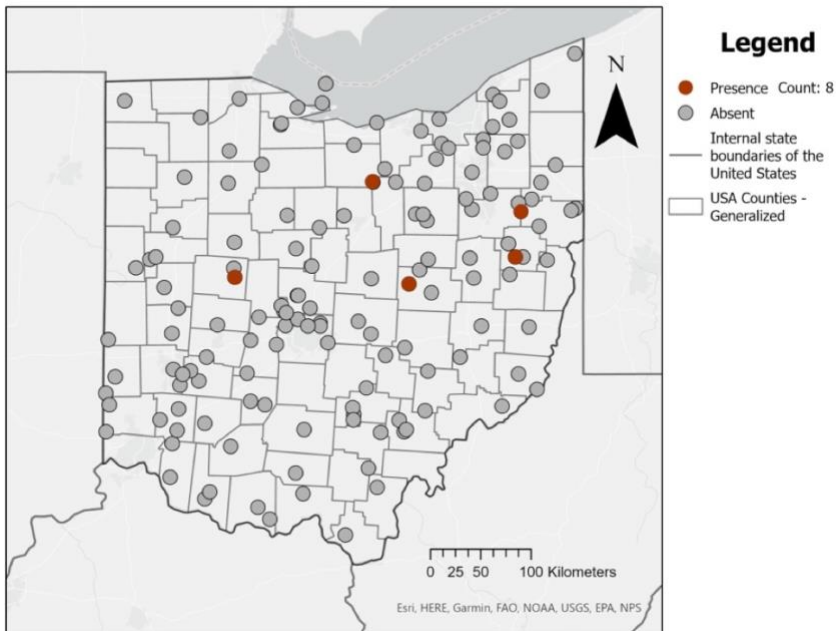 Legend
N
Presence Count: 8
Absent
Internal state
boundaries of the
United States
USA Counties -
Generalized
0 25 50 100 Kilometers
Esri, HERE, Garmin, FAO, NOAA, USGS, EPA, NPS